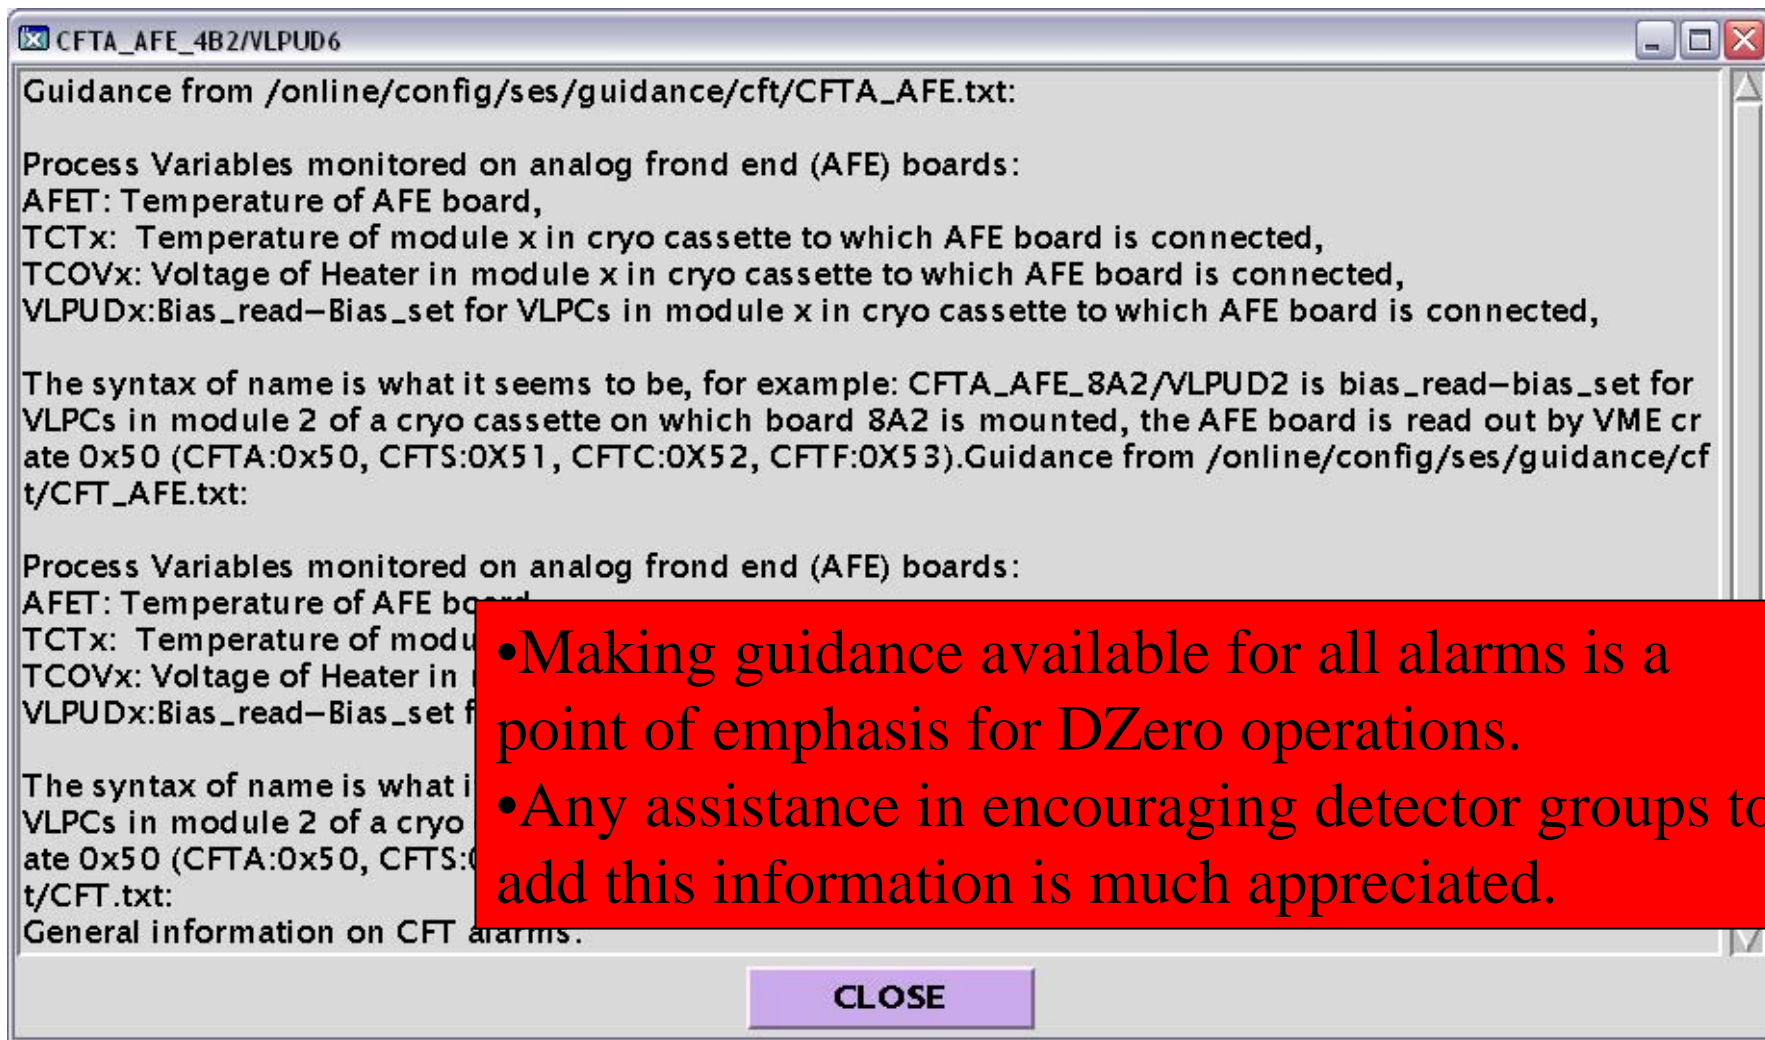 CFTA_AFE_4B2/VLPUD6
Guidance from /online/config/ses/guidance/cft/CFTA_AFE.txt:
Process Variables monitored on analog frond end (AFE) boards:
AFET: Temperature of AFE board,
TCTx:  Temperature of module x in cryo cassette to which AFE board is connected,
TCOVx: Voltage of Heater in module x in cryo cassette to which AFE board is connected,
VLPUDx:Bias_read-Bias_set for VLPCs in module x in cryo cassette to which AFE board is connected,
The syntax of name is what it seems to be, for example: CFTA_AFE_8A2/VLPUD2 is bias_read-bias_set for
VLPCs in module 2 of a cryo cassette on which board 8A2 is mounted, the AFE board is read out by VME cr
ate 0x50 (CFTA:0x50, CFTS:0X51, CFTC:0X52, CFTF:0X53).Guidance from /online/config/ses/guidance/cf
t/CFT_AFE.txt:
Process Variables monitored on analog frond end (AFE) boards:
AFET: Temperature of AFE board
TCTx:  Temperature of modu
TCOVx: Voltage of Heater in
VLPUDx:Bias_read-Bias_set f
The syntax of name is what i
VLPCs in module 2 of a cryo
ate 0x50 (CFTA:0x50, CFTS:
t/CFT.txt:
General information on CFT alarms:
•Making guidance available for all alarms is a
point of emphasis for DZero operations.
•Any assistance in encouraging detector groups to
add this information is much appreciated.
CLOSE